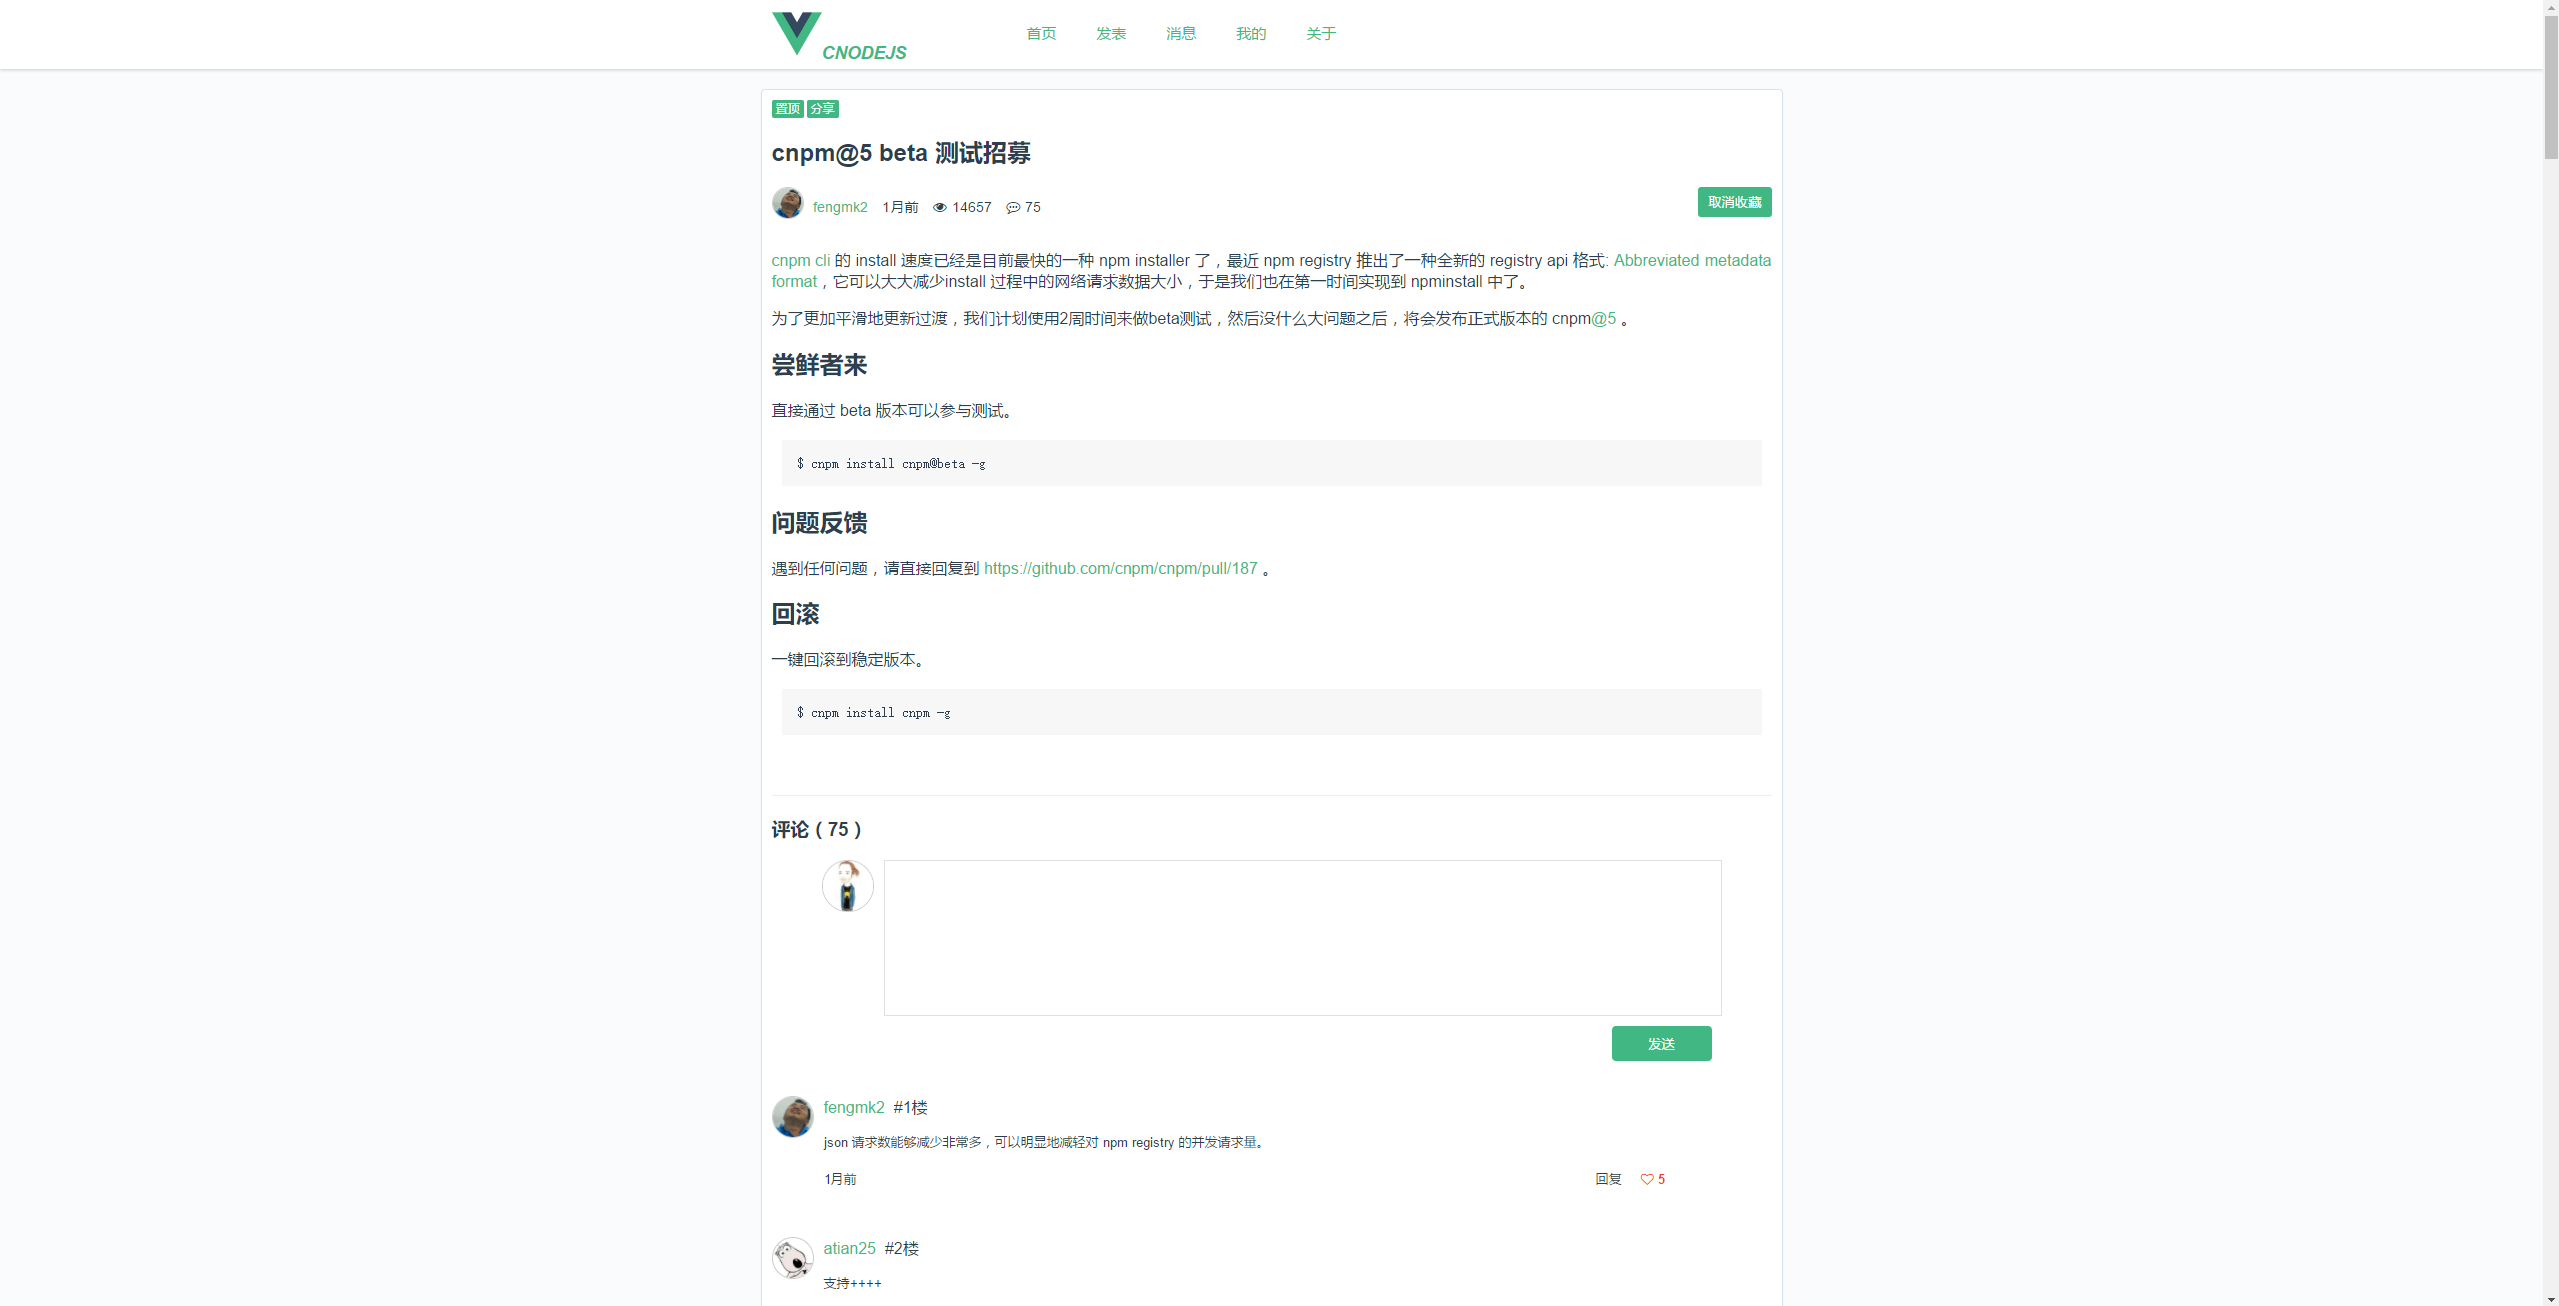 CNODEJS
首页 发表 消息 我的 关于
置顶 分享
cnpm@5 beta 测试招募
fengmk2 1月前 14657 75
取消收藏
cnpm cli 的 install 速度已经是目前最快的一种 npm installer 了，最近 npm registry 推出了一种全新的 registry api 格式: Abbreviated metadata
format，它可以大大减少install 过程中的网络请求数据大小，于是我们也在第一时间实现到 npminstall 中了。
为了更加平滑地更新过渡，我们计划使用2周时间来做beta测试，然后没什么大问题之后，将会发布正式版本的 cnpm@5 。
尝鲜者来
直接通过 beta 版本可以参与测试。
$ cnpm install cnpm@beta -g
问题反馈
遇到任何问题，请直接回复到 https://github.com/cnpm/cnpm/pull/187 。
回滚
一键回滚到稳定版本。
$ cnpm install cnpm -g
评论（75）
发送
fengmk2 #1楼
json 请求数能够减少非常多，可以明显地减轻对 npm registry 的并发请求量。
1月前 回复 5
atian25 #2楼
支持++++